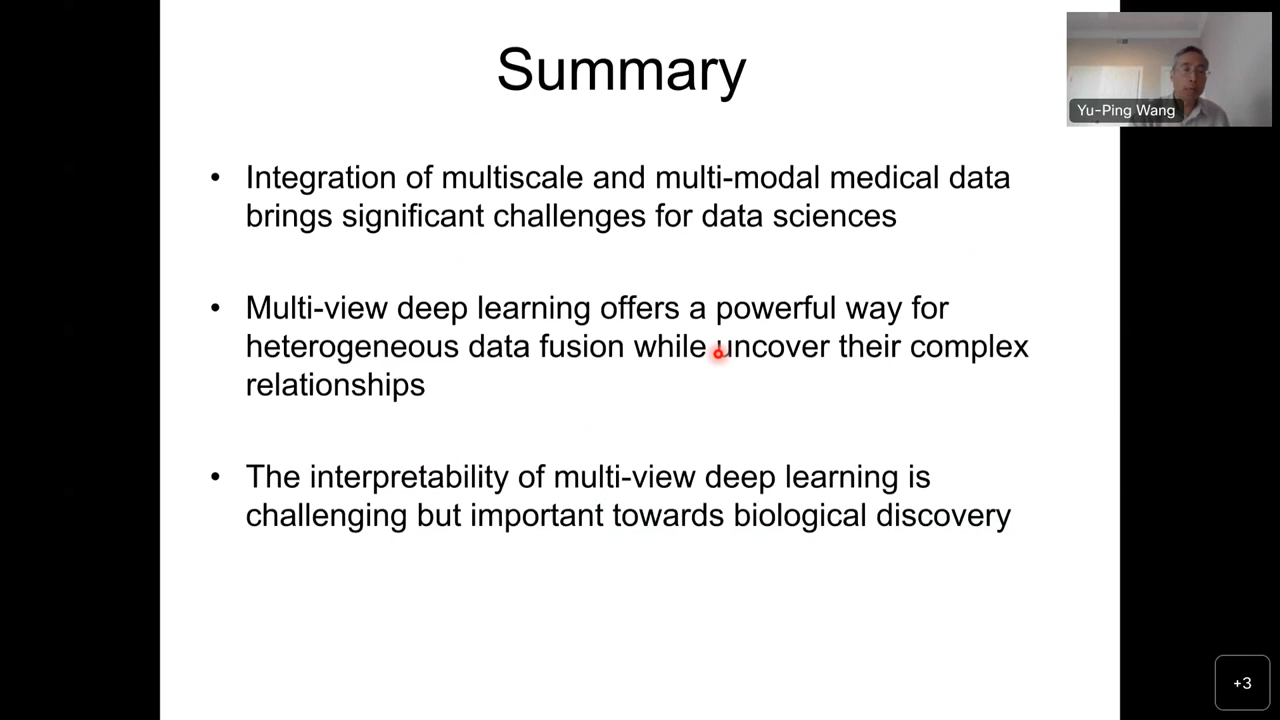 Summary
Yu-Ping Wang
• Integration of multiscale and multi-modal medical data
brings significant challenges for data sciences
• Multi-view deep learning offers a powerful way for
heterogeneous data fusion while uncover their complex
relationships
• The interpretability of multi-view deep learning is
challenging but important towards biological discovery
+3